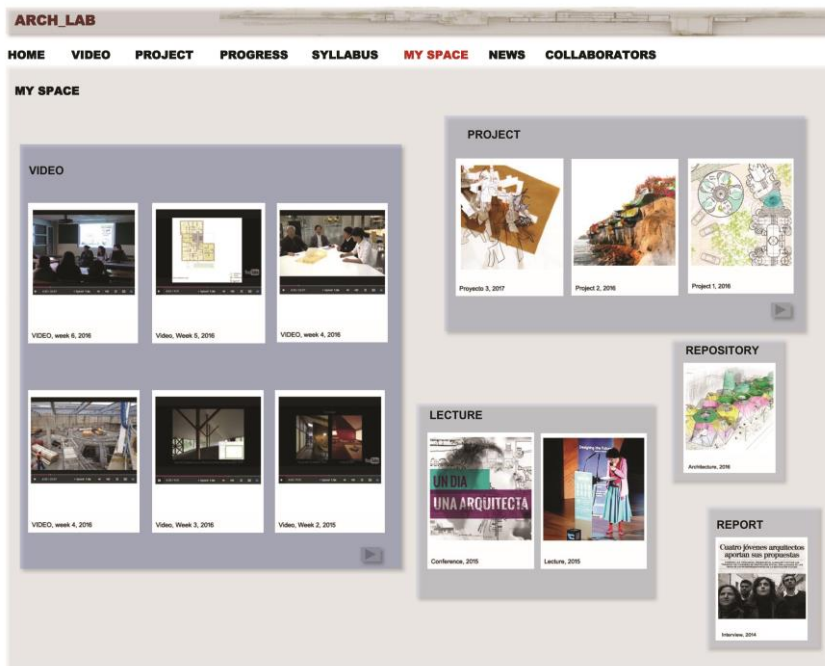 ARCH_LAB
HOME VIDEO PROJECT PROGRESS SYLLABUS MY SPACE NEWS COLLABORATORS
MY SPACE
VIDEO
VIDEO, week 6, 2016
Video, Week 5, 2016
VIDEO, week 4, 2016
VIDEO, week 4, 2016
Video, Week 3, 2016
Video, Week 2, 2015
PROJECT
Proyecto 3, 2017
Project 2, 2016
Project 1, 2016
REPOSITORY
Architecture, 2016
LECTURE
UN DIA
UNA ARQUITECTA
Conference, 2015
Lecture, 2015
REPORT
Cuatro jóvenes arquitectos
aportan sus propuestas
Interview, 2014